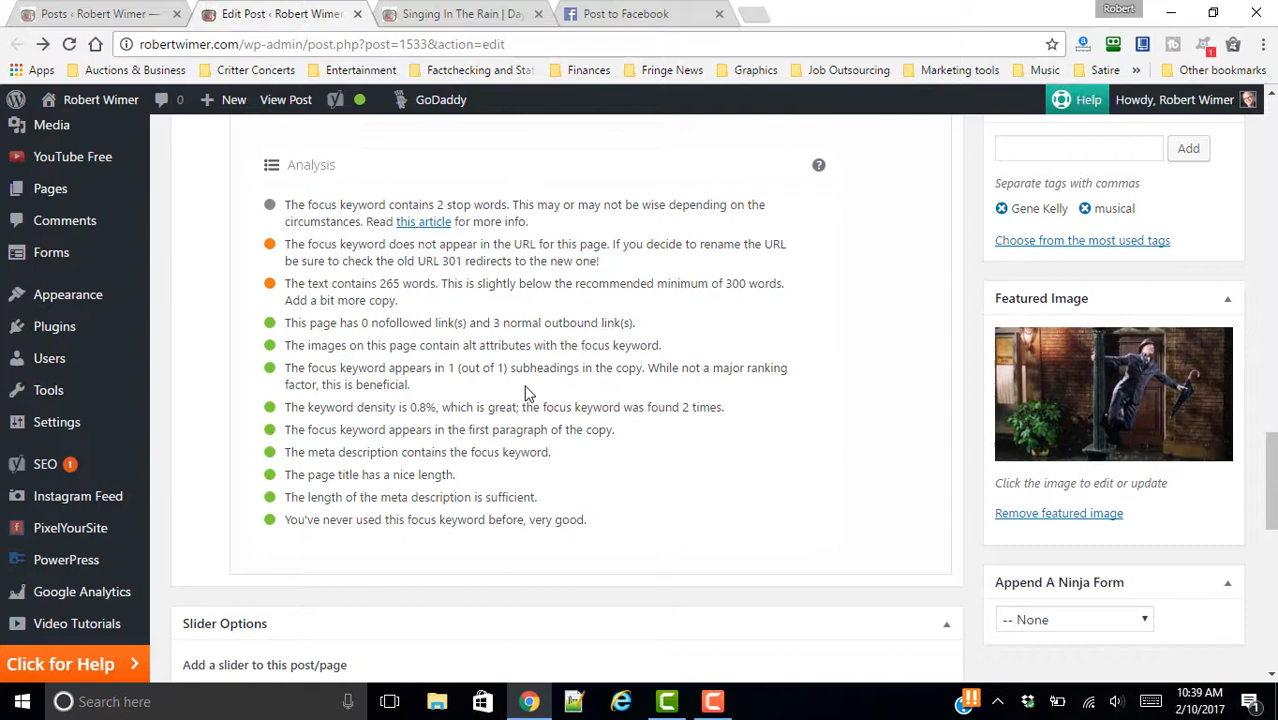 Posts ‹ Robert Wimer —
Edit Post ‹ Robert Wimer
Singing In The Rain | Day
Post to Facebook
Robert
robertwimer.com/wp-admin/post.php?post=1533&action=edit
Apps
Auctions & Business
Critter Concerts
Entertainment
Factchecking and Stat
Finances
Fringe News
Graphics
Job Outsourcing
Marketing tools
Music
Satire
»
Other bookmarks
Robert Wimer
0
New
View Post
GoDaddy
Help
Howdy, Robert Wimer
Media
YouTube Free
Pages
Comments
Forms
Appearance
Plugins
Users
Tools
Settings
SEO 1
Instagram Feed
PixelYourSite
PowerPress
Google Analytics
Video Tutorials
Click for Help
Analysis
The focus keyword contains 2 stop words. This may or may not be wise depending on the
circumstances. Read this article for more info.
The focus keyword does not appear in the URL for this page. If you decide to rename the URL
be sure to check the old URL 301 redirects to the new one!
The text contains 265 words. This is slightly below the recommended minimum of 300 words.
Add a bit more copy.
This page has 0 nofollowed link(s) and 3 normal outbound link(s).
The images on this page contain alt attributes with the focus keyword.
The focus keyword appears in 1 (out of 1) subheadings in the copy. While not a major ranking
factor, this is beneficial.
The keyword density is 0.8%, which is great; the focus keyword was found 2 times.
The focus keyword appears in the first paragraph of the copy.
The meta description contains the focus keyword.
The page title has a nice length.
The length of the meta description is sufficient.
You've never used this focus keyword before, very good.
Slider Options
Add a slider to this post/page
Add
Separate tags with commas
Gene Kelly
musical
Choose from the most used tags
Featured Image
Click the image to edit or update
Remove featured image
Append A Ninja Form
-- None
Search here
10:39 AM
2/10/2017
1